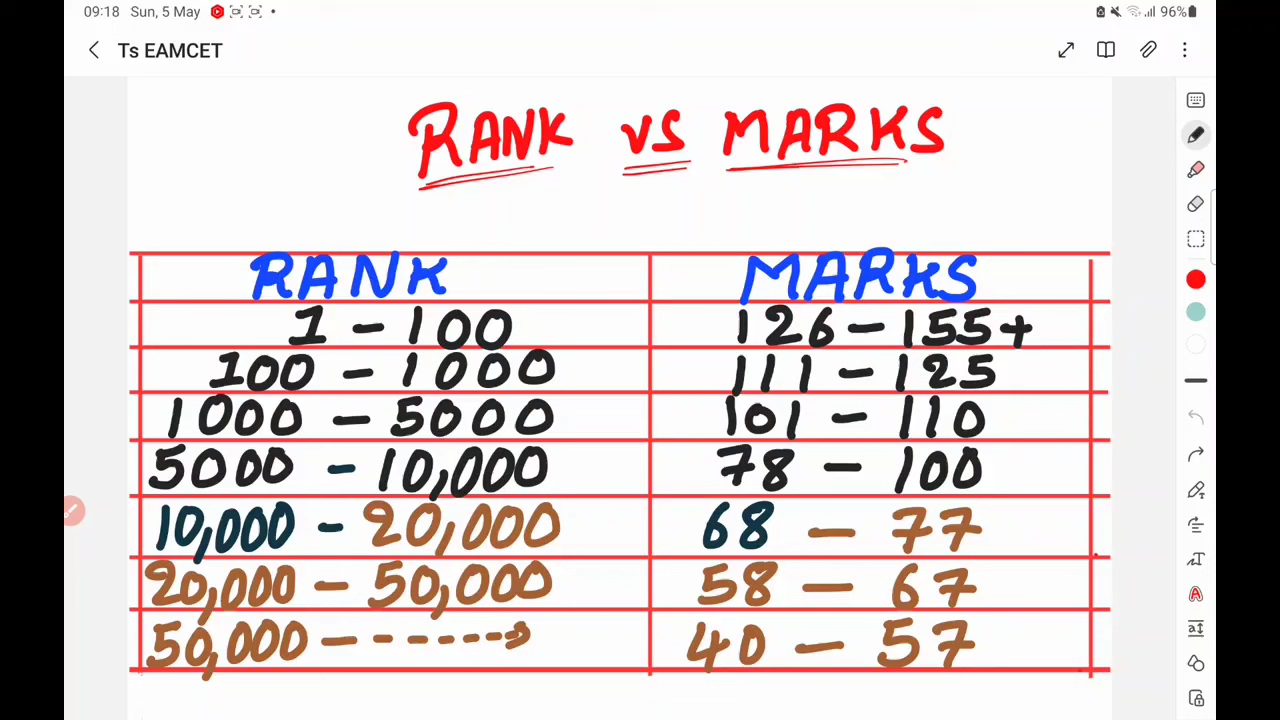 09:18 Sun, 5 May 96%
Ts EAMCET
RANK vs MARKS
RANK MARKS
1 - 100 126 - 155+
100 - 1000 111 - 125
1000 - 5000 101 - 110
5000 - 10,000 78 - 100
10,000 - 20,000 68 - 77
20,000 - 50,000 58 - 67
50,000 - - - - - → 40 - 57